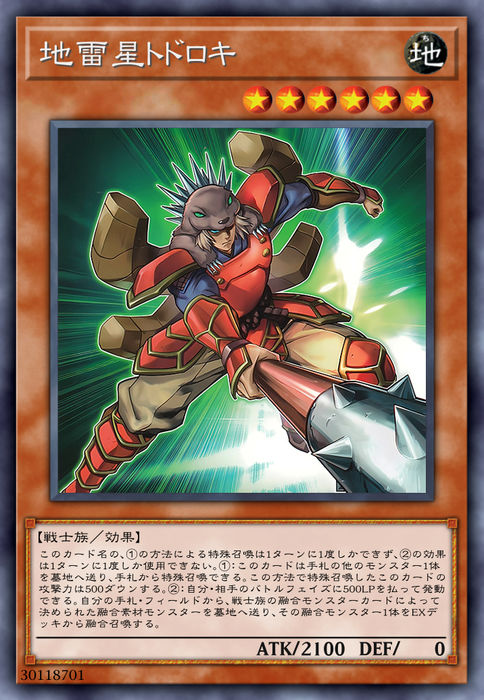 地雷星トドロキ
ち
地
【戦士族／効果】
このカード名の、①の方法による特殊召喚は1ターンに1度しかできず、②の効果
は1ターンに1度しか使用できない。①：このカードは手札の他のモンスター1体
を墓地へ送り、手札から特殊召喚できる。この方法で特殊召喚したこのカードの
攻撃力は500ダウンする。②：自分・相手のバトルフェイズに500LPを払って発動
できる。自分の手札・フィールドから、戦士族の融合モンスターカードによって
決められた融合素材モンスターを墓地へ送り、その融合モンスター1体をEXデ
ッキから融合召喚する。
ATK/2100 DEF/ 0
30118701